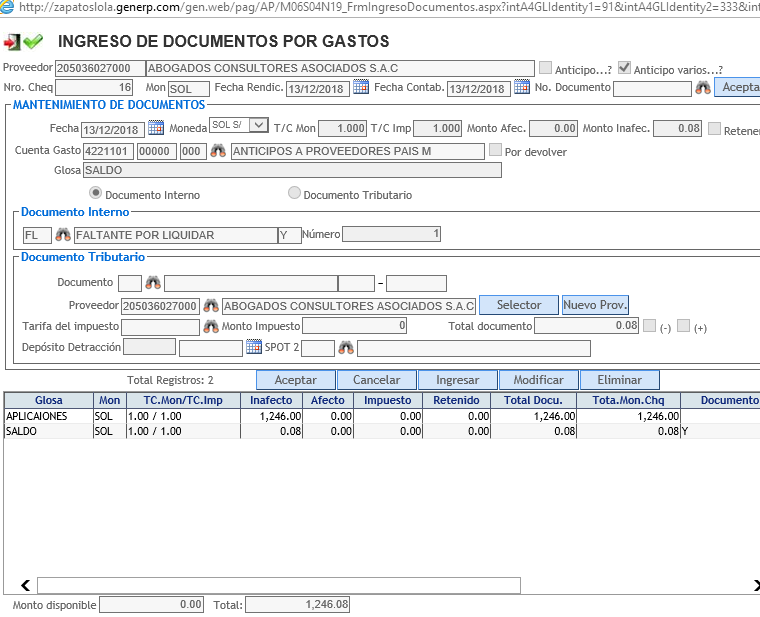 http://zapatoslola.generp.com/gen.web/pag/AP/M06S04N19_FrmIngresoDocumentos.aspx?intA4GLIdentity1=91&intA4GLIdentity2=333&int
INGRESO DE DOCUMENTOS POR GASTOS
Proveedor 205036027000 ABOGADOS CONSULTORES ASOCIADOS S.A.C Anticipo...? Anticipo varios...?
Nro. Cheq 16 Mon SOL Fecha Rendic. 13/12/2018 Fecha Contab. 13/12/2018 No. Documento Acepta
MANTENIMIENTO DE DOCUMENTOS
Fecha 13/12/2018 Moneda SOL S/ T/C Mon 1.000 T/C Imp 1.000 Monto Afec. 0.00 Monto Inafec. 0.08 Retener
Cuenta Gasto 4221101 00000 000 ANTICIPOS A PROVEEDORES PAIS M Por devolver
Glosa SALDO
Documento Interno Documento Tributario
Documento Interno
FL FALTANTE POR LIQUIDAR Y Número 1
Documento Tributario
Documento -
Proveedor 205036027000 ABOGADOS CONSULTORES ASOCIADOS S.A.C Selector Nuevo Prov.
Tarifa del impuesto Monto Impuesto 0 Total documento 0.08 (-) (+)
Depósito Detracción SPOT 2
Total Registros: 2 Aceptar Cancelar Ingresar Modificar Eliminar
Glosa Mon TC.Mon/TC.Imp Inafecto Afecto Impuesto Retenido Total Docu. Tota.Mon.Chq Documento
APLICAIONES SOL 1.00 / 1.00 1,246.00 0.00 0.00 0.00 1,246.00 1,246.00
SALDO SOL 1.00 / 1.00 0.08 0.00 0.00 0.00 0.08 0.08 Y
Monto disponible 0.00 Total: 1,246.08